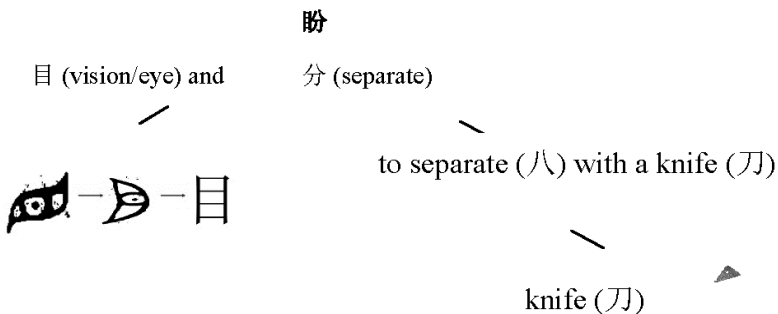 盼
目 (vision/eye) and 分 (separate)
to separate (八) with a knife (刀)
→ → 目
knife (刀)